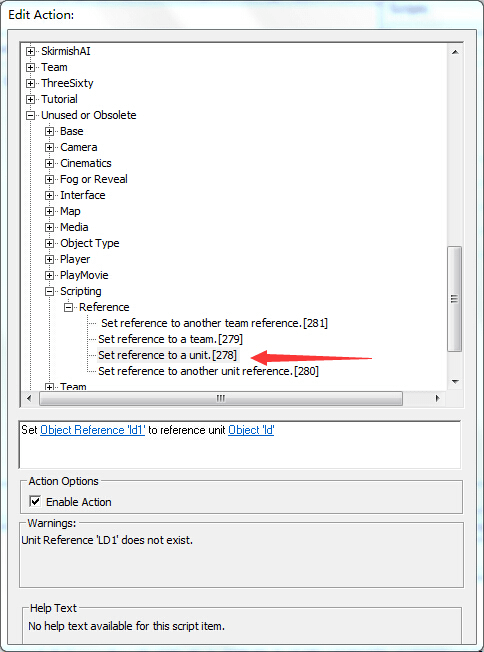 Edit Action:
SkirmishAI
Team
ThreeSixty
Tutorial
Unused or Obsolete
Base
Camera
Cinematics
Fog or Reveal
Interface
Map
Media
Object Type
Player
PlayMovie
Scripting
Reference
Set reference to another team reference.[281]
Set reference to a team.[279]
Set reference to a unit.[278]
Set reference to another unit reference.[280]
Team
Set Object Reference 'ld1' to reference unit Object 'ld'
Action Options
Enable Action
Warnings:
Unit Reference 'LD1' does not exist.
Help Text
No help text available for this script item.